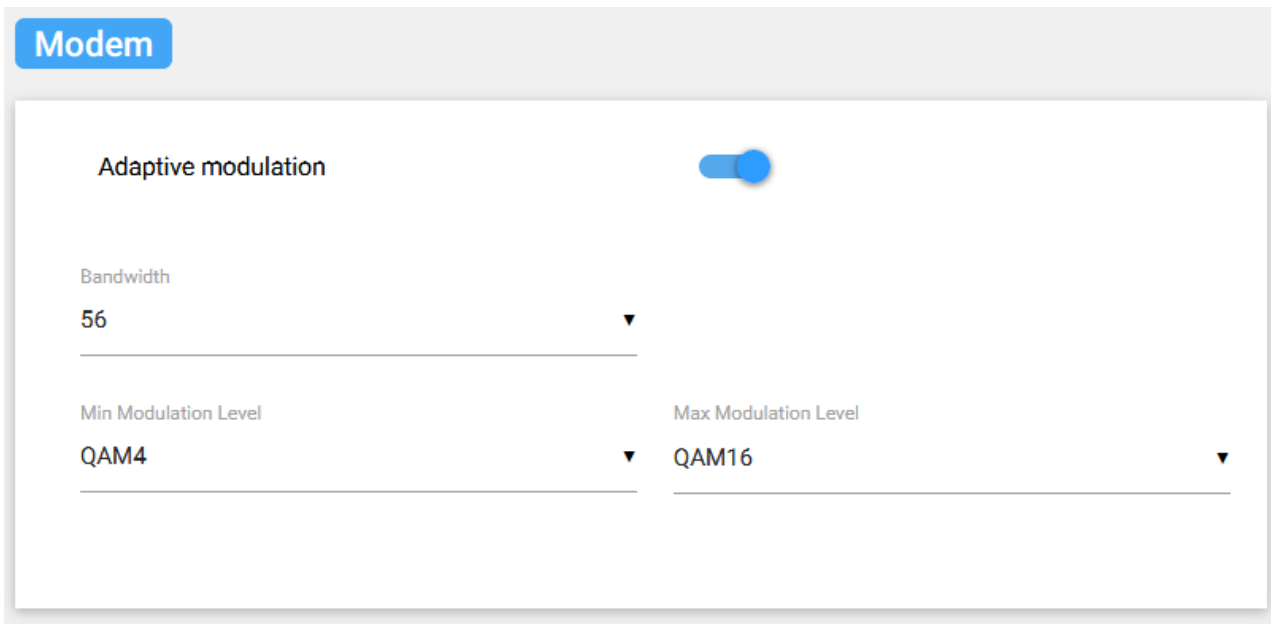 Modem
Adaptive modulation
Bandwidth
56
Min Modulation Level
Max Modulation Level
QAM4
QAM16